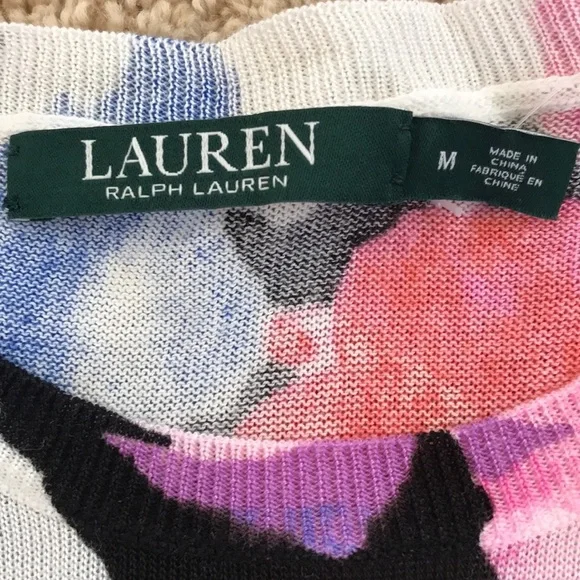 LAUREN
RALPH LAUREN
M
MADE IN
CHINA
FABRIQUÉ EN
CHINE